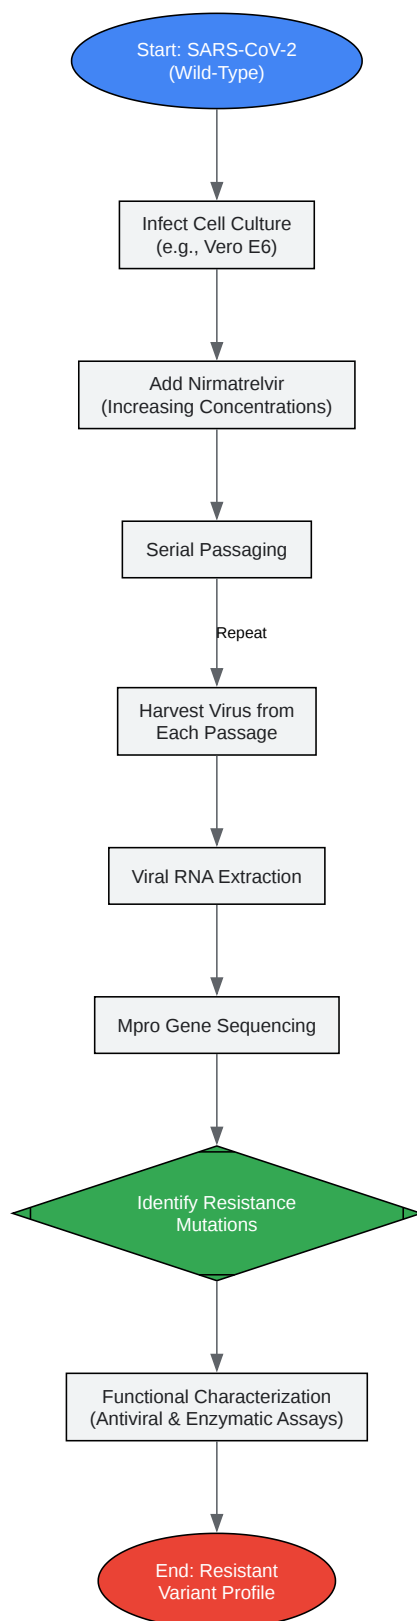 Start: SARS-CoV-2
(Wild-Type)
Infect Cell Culture
(e.g., Vero E6)
Add Nirmatrelvir
(Increasing Concentrations)
Serial Passaging
Repeat
Harvest Virus from
Each Passage
Viral RNA Extraction
Mpro Gene Sequencing
Identify Resistance
Mutations
Functional Characterization
(Antiviral & Enzymatic Assays)
End: Resistant
Variant Profile